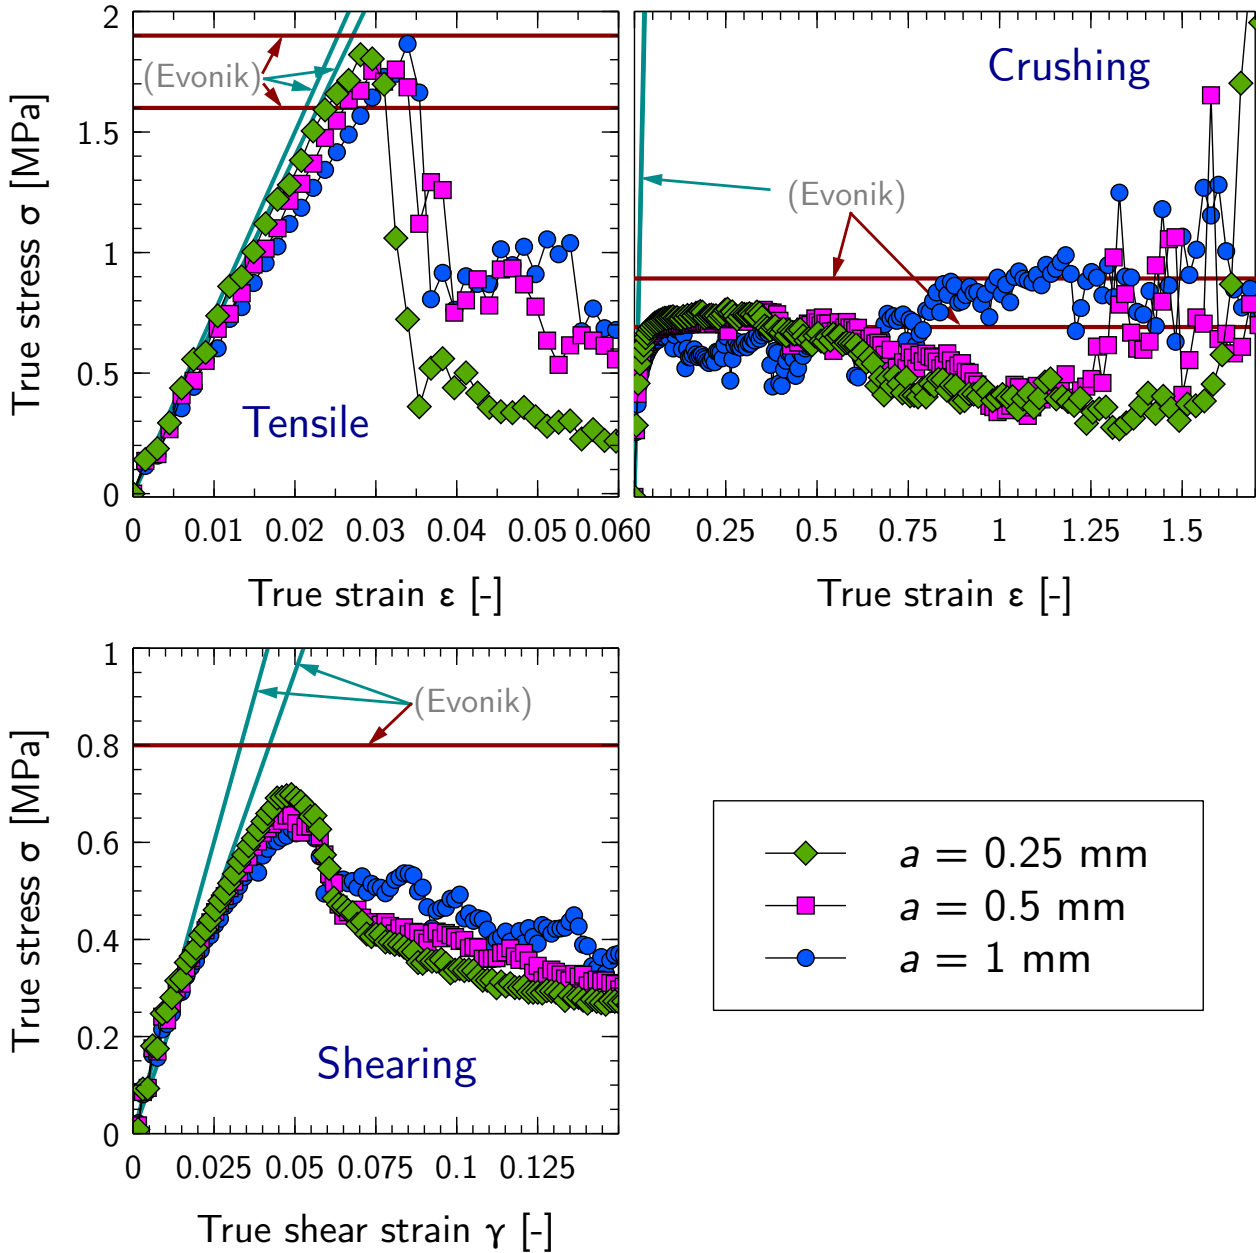 2
1.5
1
0.5
0
True stress σ [MPa]
(Evonik)
Tensile
0 0.01 0.02 0.03 0.04 0.05 0.06
True strain ε [-]
(Evonik)
Crushing
0 0.25 0.5 0.75 1 1.25 1.5
True strain ε [-]
1
0.8
0.6
0.4
0.2
0
True stress σ [MPa]
(Evonik)
Shearing
0 0.025 0.05 0.075 0.1 0.125
True shear strain γ [-]
a = 0.25 mm
a = 0.5 mm
a = 1 mm